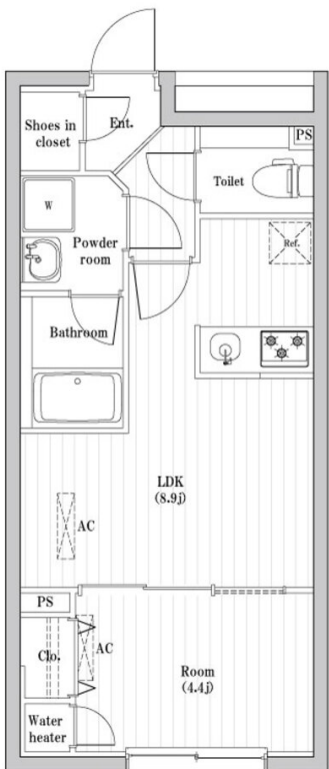 Shoes in
closet
Ent.
PS
Toilet
W
Powder
room
Ref.
Bathroom
LDK
(8.9j)
AC
PS
Clo.
AC
Room
(4.4j)
Water
heater